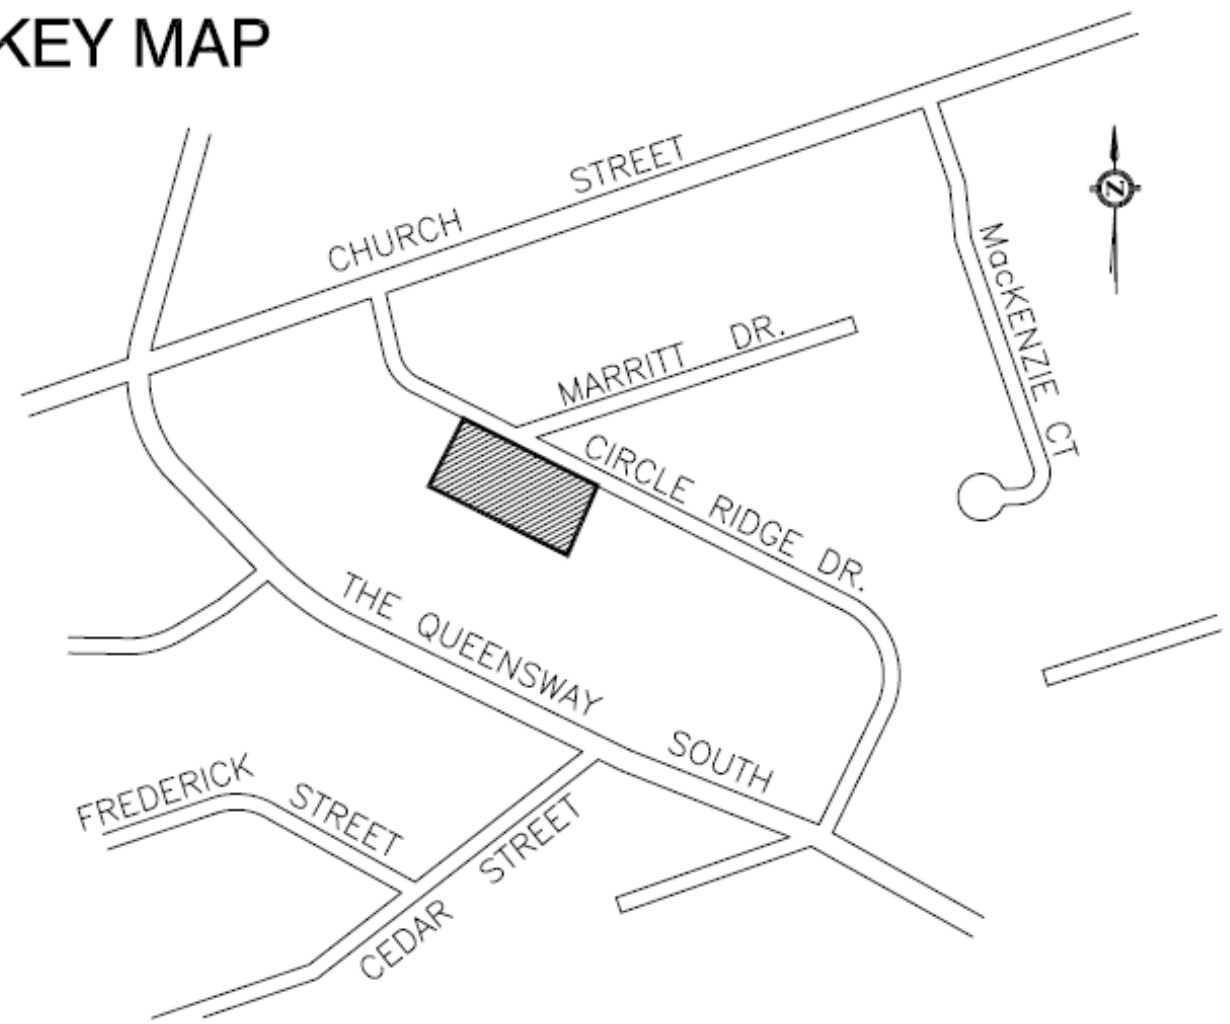 KEY MAP
CHURCH STREET
N
MacKENZIE CT
MARRITT DR.
CIRCLE RIDGE DR.
THE QUEENSWAY SOUTH
FREDERICK STREET
CEDAR STREET